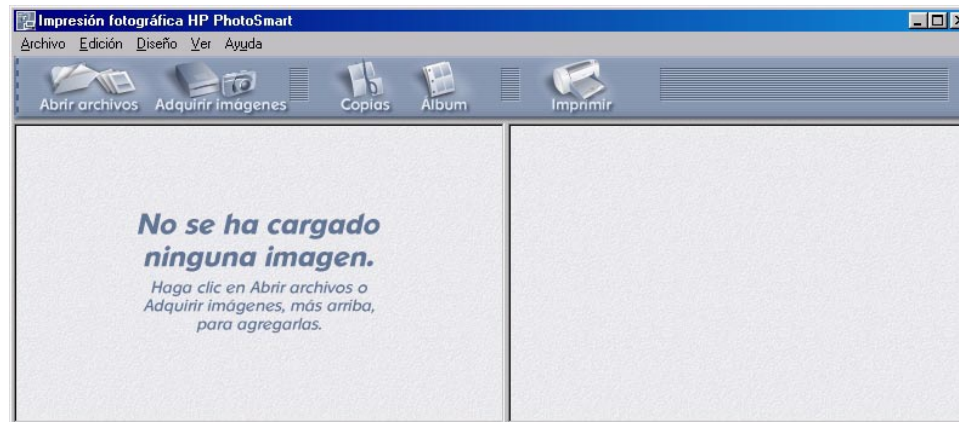 Impresión fotográfica HP PhotoSmart
Archivo Edición Diseño Ver Ayuda
Abrir archivos Adquirir imágenes Copias Álbum Imprimir
No se ha cargado
ninguna imagen.
Haga clic en Abrir archivos o
Adquirir imágenes, más arriba,
para agregarlas.